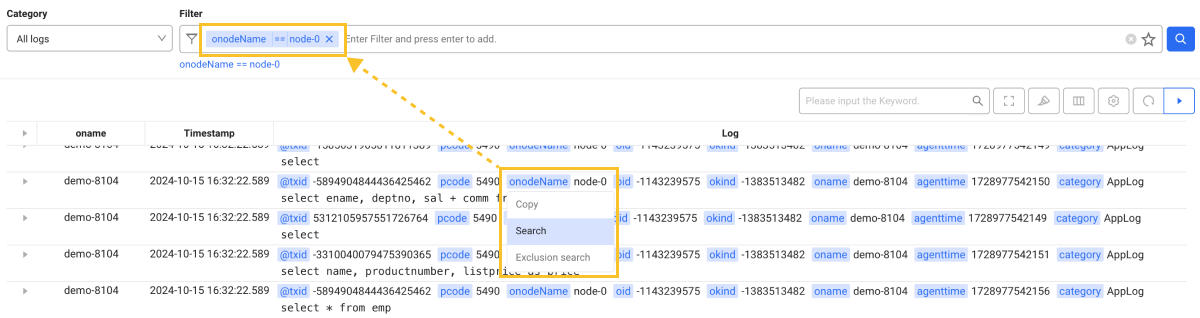 Category
Filter
All logs
onodeName == node-0 ✕ Enter Filter and press enter to add.
onodeName == node-0
Please input the Keyword.
oname Timestamp Log
demo-8104 2024-10-15 16:32:22.589 @txid pcode 5490 onodeName node-0 oid -1143239575 okind -1383513482 oname demo-8104 agenttime 1728977542149 category AppLog
select
demo-8104 2024-10-15 16:32:22.589 @txid -5894904844436425462 pcode 5490 onodeName node-0 oid -1143239575 okind -1383513482 oname demo-8104 agenttime 1728977542150 category AppLog
select ename, deptno, sal + comm
Copy
demo-8104 2024-10-15 16:32:22.589 @txid 5312105957551726764 pcode 5490 oid -1143239575 okind -1383513482 oname demo-8104 agenttime 1728977542149 category AppLog
Search
select
demo-8104 2024-10-15 16:32:22.589 @txid -3310040079475390365 pcode 5490 oid -1143239575 okind -1383513482 oname demo-8104 agenttime 1728977542151 category AppLog
Exclusion search
select name, productnumber, listprice as price
demo-8104 2024-10-15 16:32:22.589 @txid -5894904844436425462 pcode 5490 onodeName node-0 oid -1143239575 okind -1383513482 oname demo-8104 agenttime 1728977542156 category AppLog
select * from emp